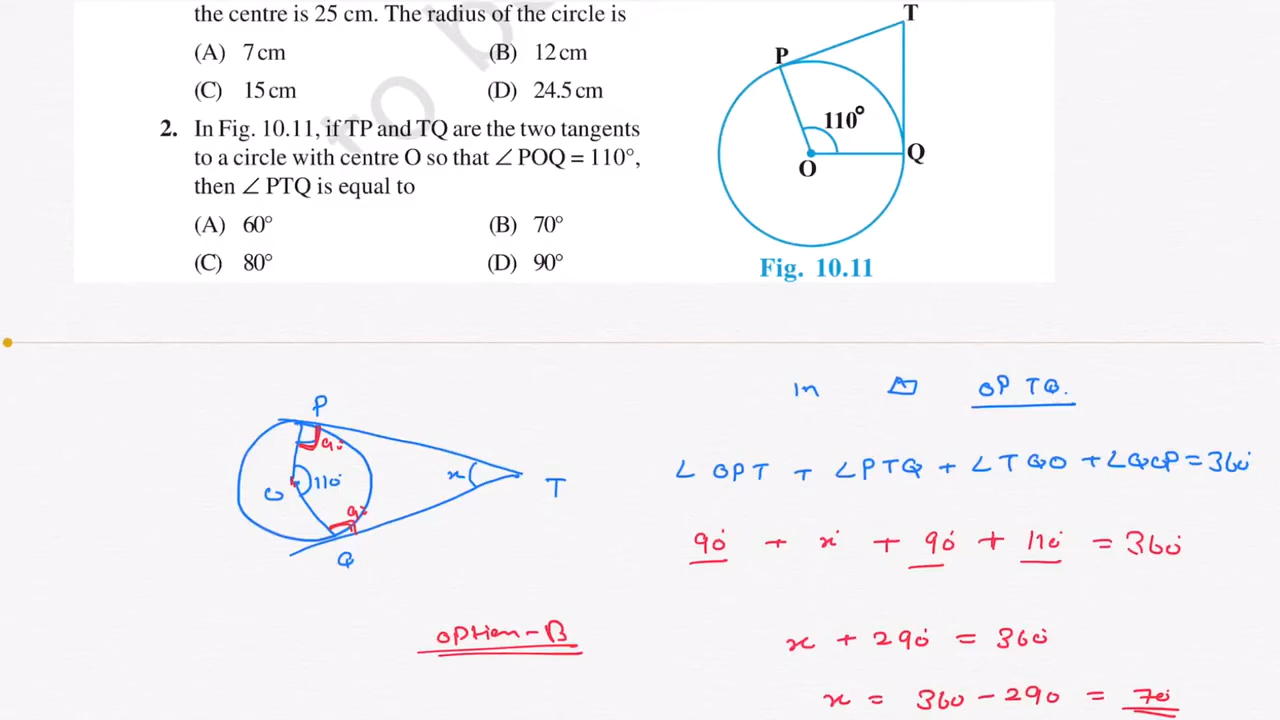 the centre is 25 cm. The radius of the circle is
(A) 7 cm (B) 12 cm
(C) 15 cm (D) 24.5 cm
2. In Fig. 10.11, if TP and TQ are the two tangents
to a circle with centre O so that ∠ POQ = 110°,
then ∠ PTQ is equal to
(A) 60° (B) 70°
(C) 80° (D) 90°
T
P
110°
O
Q
Fig. 10.11
P
90°
O
110°
x
T
90°
Q
option-B
In ▱ OPTQ.
∠OPT + ∠PTQ + ∠TQO + ∠QOP = 360°
90° + x° + 90° + 110° = 360°
x + 290° = 360°
x = 360 - 290 = 70°